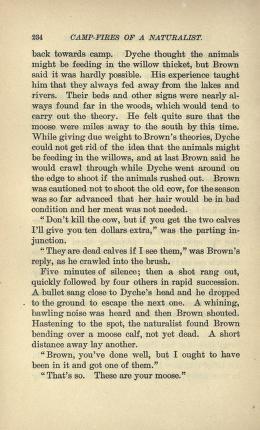 234 CAMP-FIRES OF A NATURALIST.
back towards camp. Dyche thought the animals
might be feeding in the willow thicket, but Brown
said it was hardly possible. His experience taught
him that they always fed away from the lakes and
rivers. Their beds and other signs were nearly al-
ways found far in the woods, which would tend to
carry out the theory. He felt quite sure that the
moose were miles away to the south by this time.
While giving due weight to Brown's theories, Dyche
could not get rid of the idea that the animals might
be feeding in the willows, and at last Brown said he
would crawl through while Dyche went around on
the edge to shoot if the animals rushed out. Brown
was cautioned not to shoot the old cow, for the season
was so far advanced that her hair would be in bad
condition and her meat was not needed.
"Don't kill the cow, but if you get the two calves
I'll give you ten dollars extra," was the parting in-
junction.
"They are dead calves if I see them," was Brown's
reply, as he crawled into the brush.
Five minutes of silence; then a shot rang out,
quickly followed by four others in rapid succession.
A bullet sang close to Dyche's head and he dropped
to the ground to escape the next one. A whining,
bawling noise was heard and then Brown shouted.
Hastening to the spot, the naturalist found Brown
bending over a moose calf, not yet dead. A short
distance away lay another.
"Brown, you've done well, but I ought to have
been in it and got one of them."
"That's so. These are your moose."